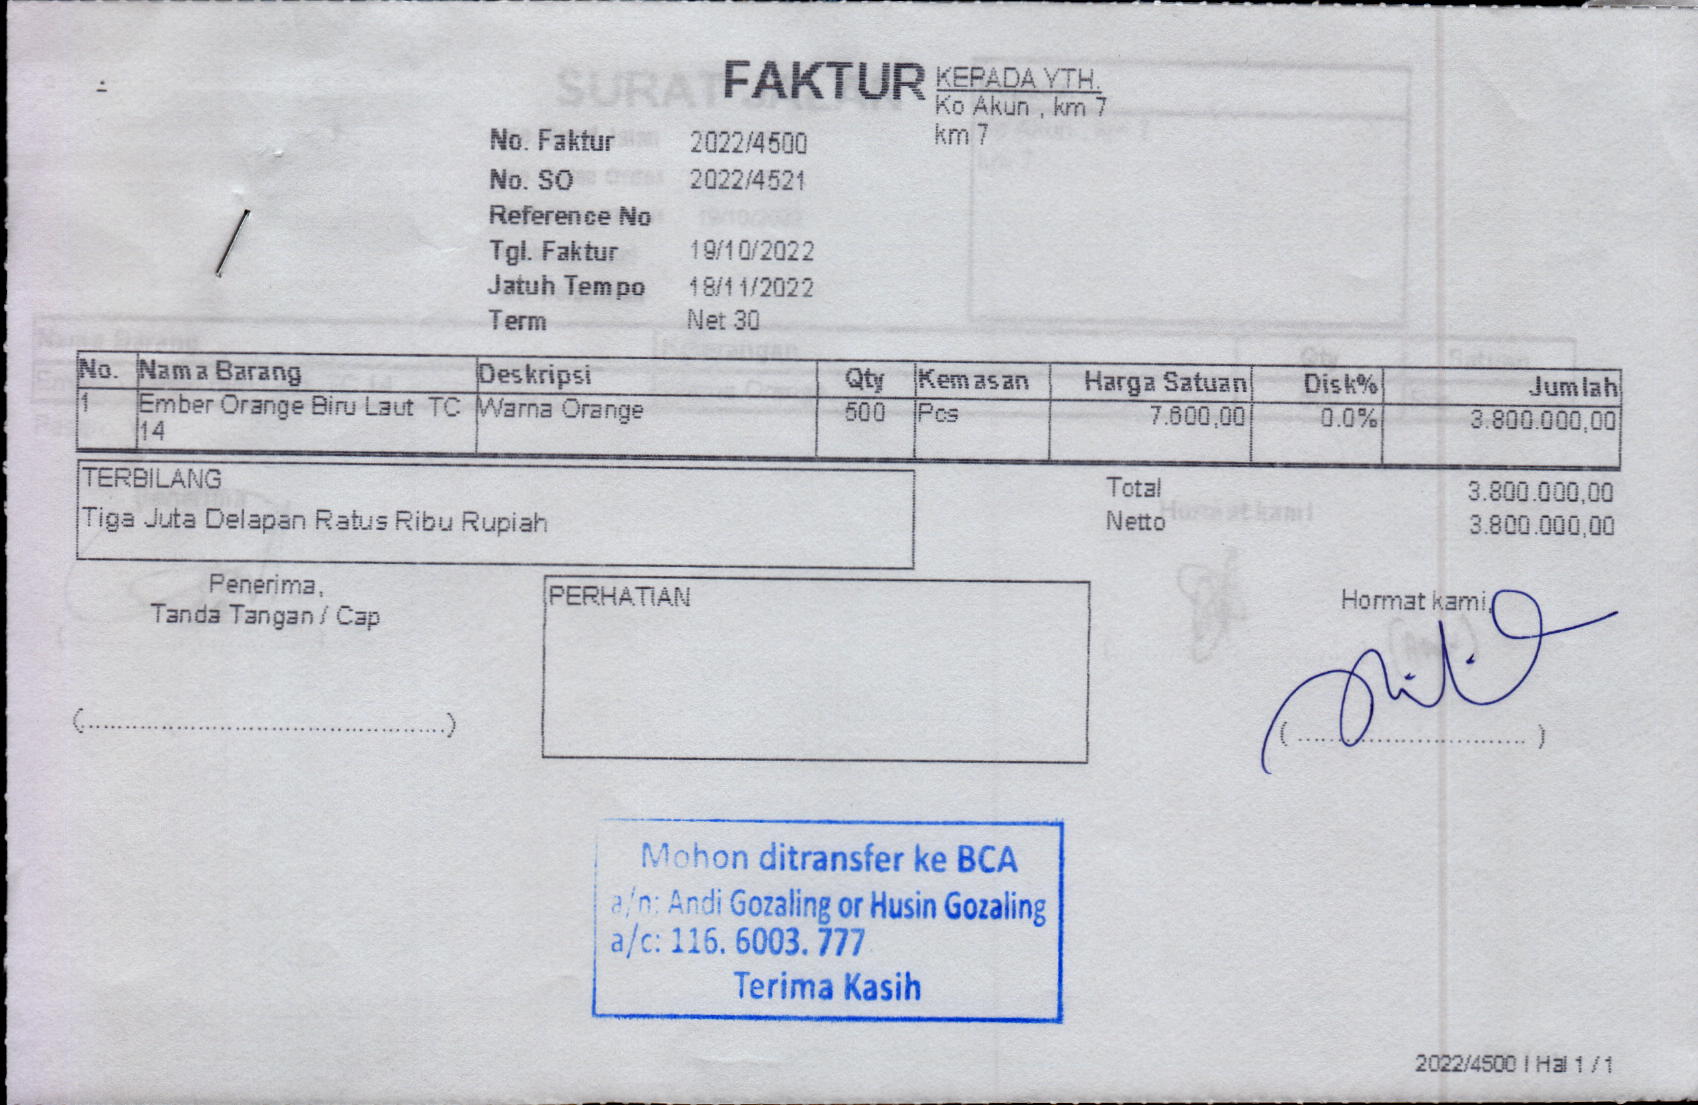 FAKTUR
KEPADA YTH.
Ko Akun , km 7
km 7
No. Faktur 2022/4500
No. SO 2022/4521
Reference No
Tgl. Faktur 19/10/2022
Jatuh Tempo 18/11/2022
Term Net 30
No. Nama Barang Deskripsi Qty Kemasan Harga Satuan Disk% Jumlah
1 Ember Orange Biru Laut TC Warna Orange 500 Pcs 7.600,00 0.0% 3.800.000,00
14
TERBILANG
Tiga Juta Delapan Ratus Ribu Rupiah
Total 3.800.000,00
Netto 3.800.000,00
Penerima,
Tanda Tangan / Cap
(..............................................)
PERHATIAN
Hormat kami,
(..............................)
Mohon ditransfer ke BCA
a/n: Andi Gozaling or Husin Gozaling
a/c: 116. 6003. 777
Terima Kasih
2022/4500 | Hal 1 / 1